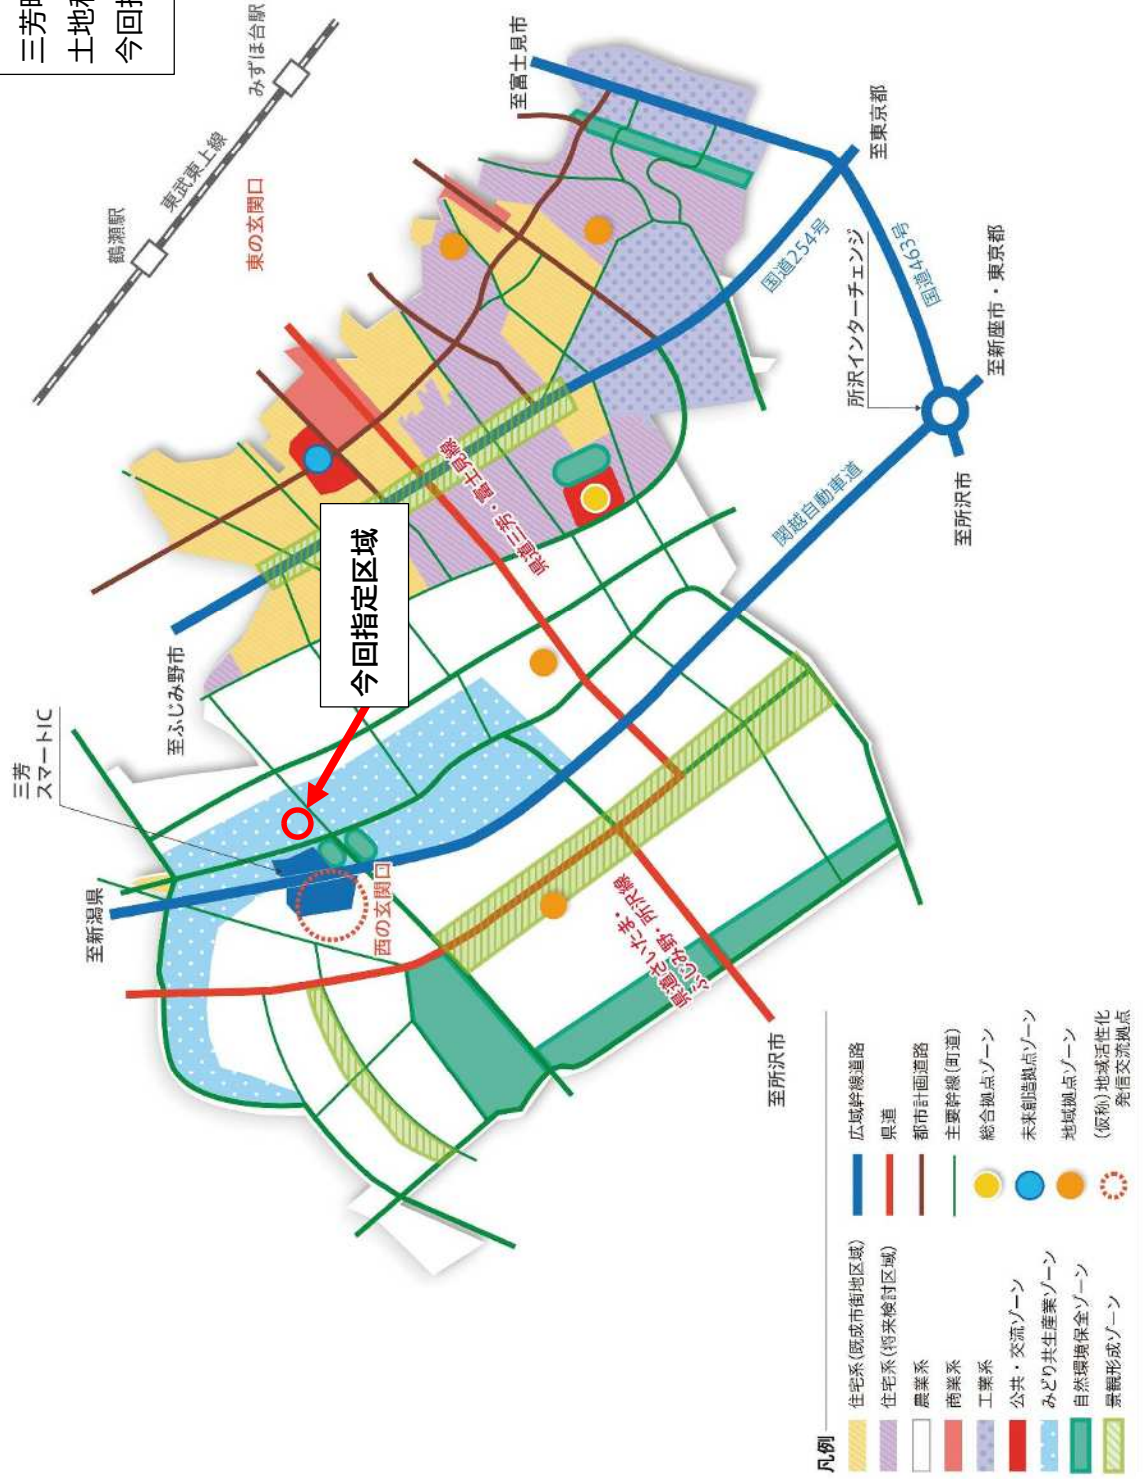 三芳
土地利
今回指
みずほ台駅
東武東上線
鶴瀬駅
東の玄関口
至富士見市
至東京都
国道254号
国道463号
所沢インターチェンジ
至新座市・東京都
至所沢市
関越自動車道
県道三芳・富士見線
今回指定区域
至ふじみ野市
三芳
スマートIC
至新潟県
西の玄関口
県道さいたま・
ふじみ野・所沢線
至所沢市
凡例
住宅系(既成市街地区域)
住宅系(将来検討区域)
農業系
商業系
工業系
公共・交流ゾーン
みどり共生産業ゾーン
自然環境保全ゾーン
景観形成ゾーン
広域幹線道路
県道
都市計画道路
主要幹線(町道)
総合拠点ゾーン
未来創造拠点ゾーン
地域拠点ゾーン
(仮称)地域活性化
発信交流拠点